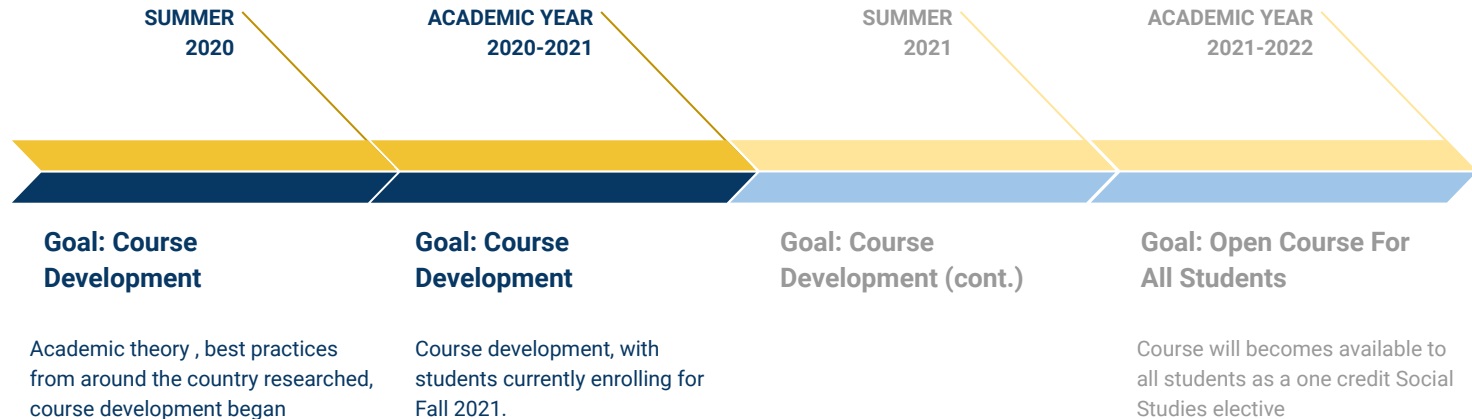 SUMMER
2020
ACADEMIC YEAR
2020-2021
SUMMER
2021
ACADEMIC YEAR
2021-2022
Goal: Course
Development
Goal: Course
Development
Goal: Course
Development (cont.)
Goal: Open Course For
All Students
Academic theory , best practices
from around the country researched,
course development began
Course development, with
students currently enrolling for
Fall 2021.
Course will becomes available to
all students as a one credit Social
Studies elective